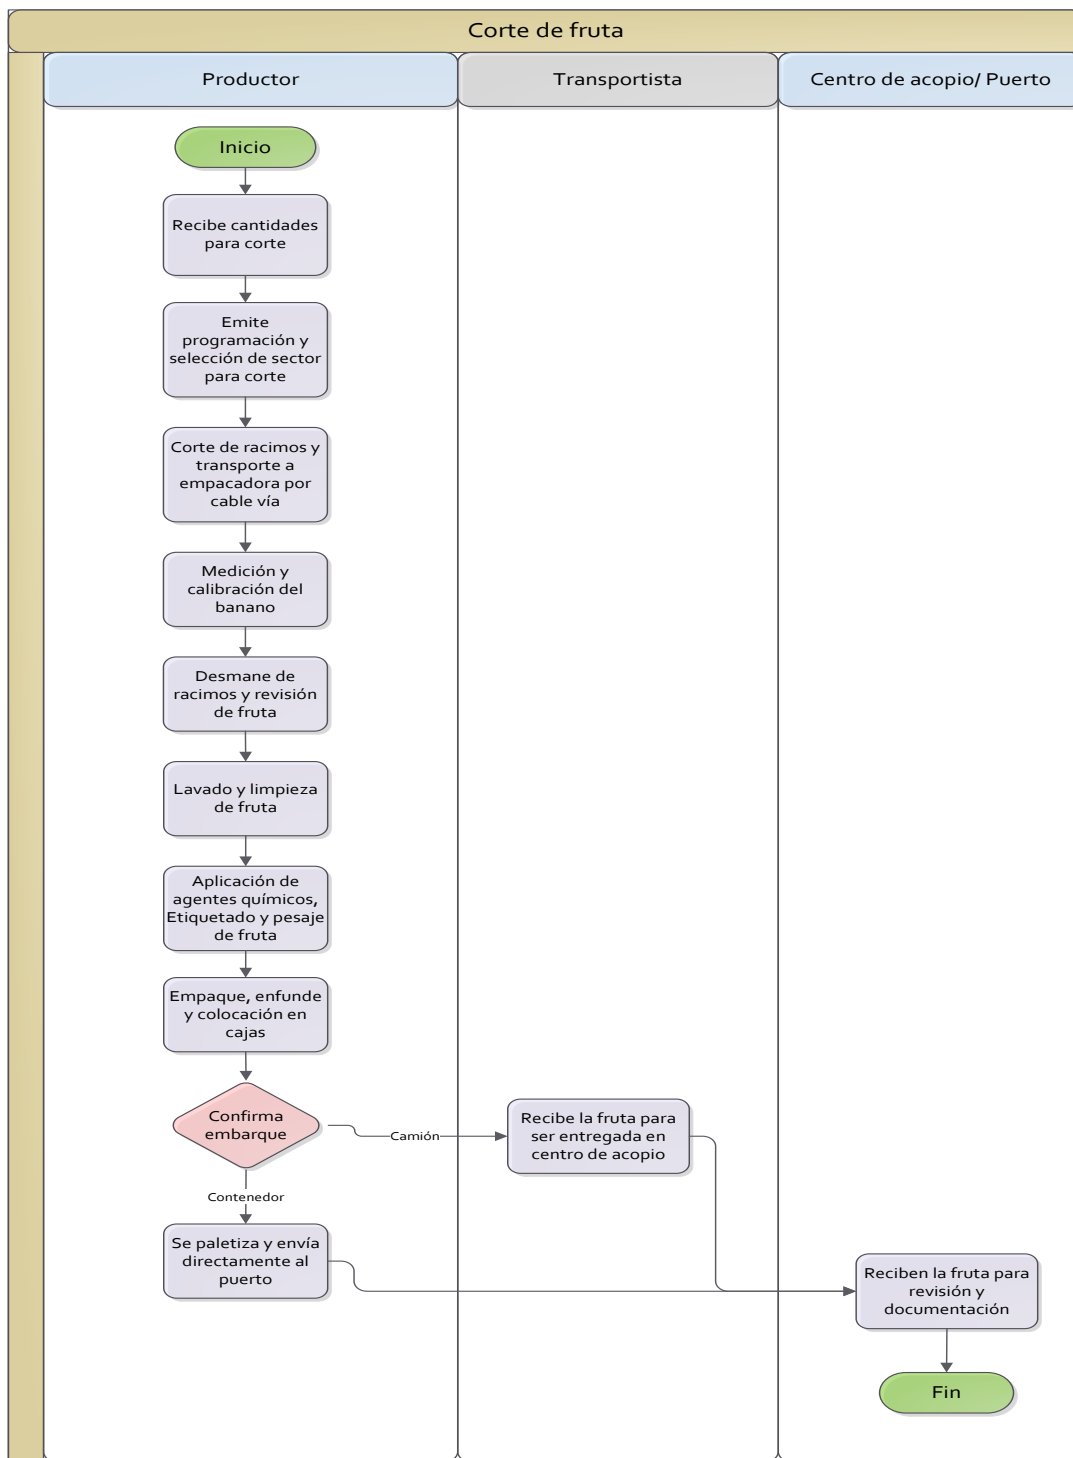 Corte de fruta
Productor
Transportista
Centro de acopio/ Puerto
Inicio
Recibe cantidades
para corte
Emite
programación y
selección de sector
para corte
Corte de racimos y
transporte a
empacadora por
cable vía
Medición y
calibración del
banano
Desmane de
racimos y revisión
de fruta
Lavado y limpieza
de fruta
Aplicación de
agentes químicos,
Etiquetado y pesaje
de fruta
Empaque, enfunde
y colocación en
cajas
Confirma
embarque
Camión
Recibe la fruta para
ser entregada en
centro de acopio
Contenedor
Se paletiza y envía
directamente al
puerto
Reciben la fruta para
revisión y
documentación
Fin